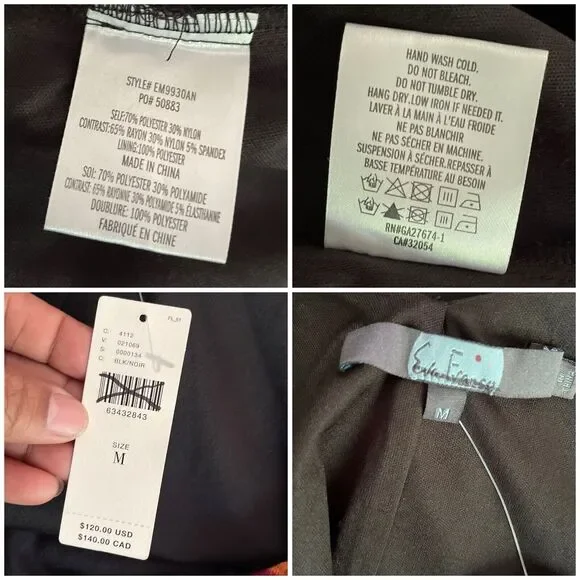 STYLE# EM9930AN
PO# 50883
SELF:70% POLYESTER 30% NYLON
CONTRAST:65% RAYON 30% NYLON 5% SPANDEX
LINING:100% POLYESTER
MADE IN CHINA
SOI: 70% POLYESTER 30% POLYAMIDE
CONTRAST: 65% RAYONNE 30% POLYAMIDE 5% ÉLASTHANNE
DOUBLURE: 100% POLYESTER
FABRIQUÉ EN CHINE
HAND WASH COLD.
DO NOT BLEACH.
DO NOT TUMBLE DRY.
HANG DRY.LOW IRON IF NEEDED IT.
LAVER À LA MAIN À L'EAU FROIDE
NE PAS BLANCHIR
NE PAS SÉCHER EN MACHINE.
SUSPENSION À SÉCHER.REPASSER À
BASSE TEMPÉRATURE AU BESOIN
RN#GA27674-1
CA#32054
FL_01
C: 4112
V: 021069
S: 0000134
C: BLK/NOIR
63432843
SIZE
M
$120.00 USD
$140.00 CAD
M